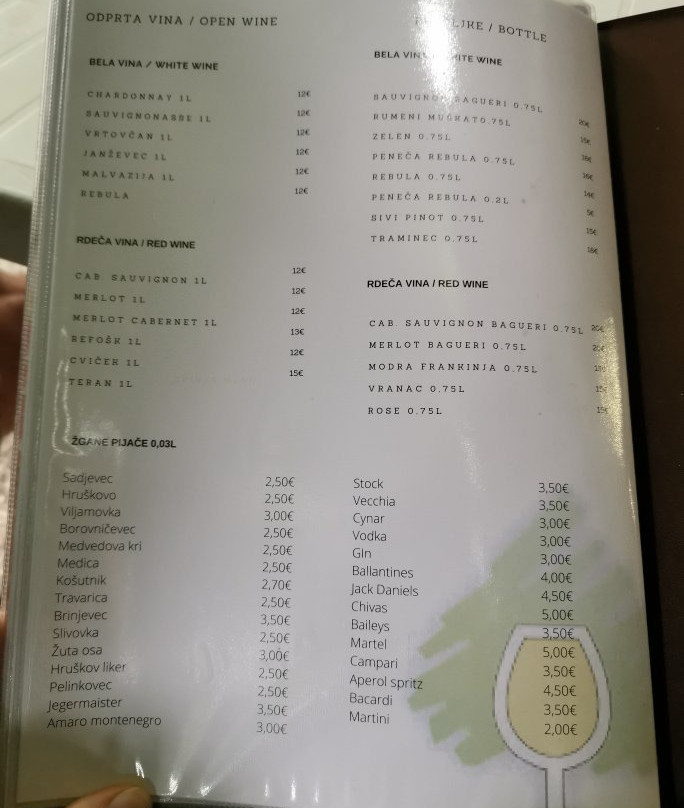 ODPRTA VINA / OPEN WINE
BELA VINA / WHITE WINE
CHARDONNAY 1L 12€
SAUVIGNONASSE 1L 12€
VRTOVČAN 1L 12€
JANŽEVEC 1L 12€
MALVAZIJA 1L 12€
REBULA 12€
RDEČA VINA / RED WINE
CAB. SAUVIGNON 1L 12€
MERLOT 1L 12€
MERLOT CABERNET 1L 12€
REFOŠK 1L 13€
CVIČEK 1L 12€
TERAN 1L 15€
/ BOTTLE
BELA WINE
SAUVIGNON BAGUERI 0.75L 20€
RUMENI MUŠKAT 0.75L
ZELEN 0.75L
PENEČA REBULA 0.75L
REBULA 0.75L
PENEČA REBULA 0.2L 5€
SIVI PINOT 0.75L 15€
TRAMINEC 0.75L
RDEČA VINA / RED WINE
CAB. SAUVIGNON BAGUERI 0.75L 20€
MERLOT BAGUERI 0.75L
MODRA FRANKINJA 0.75L
VRANAC 0.75L
ROSE 0.75L
ŽGANE PIJAČE 0,03L
Sadjevec 2,50€
Hruškovo 2,50€
Viljamovka 3,00€
Borovničevec 2,50€
Medvedova kri 2,50€
Medica 2,50€
Košutnik 2,70€
Travarica 2,50€
Brinjevec 3,50€
Slivovka 2,50€
Žuta osa 3,00€
Hruškov liker 2,50€
Pelinkovec 2,50€
Jegermaister 3,50€
Amaro montenegro 3,00€
Stock 3,50€
Vecchia 3,50€
Cynar 3,00€
Vodka 3,00€
GIn 3,00€
Ballantines 4,00€
Jack Daniels 4,50€
Chivas 5,00€
Baileys 3,50€
Martel 5,00€
Campari 3,50€
Aperol spritz 4,50€
Bacardi 3,50€
Martini 2,00€